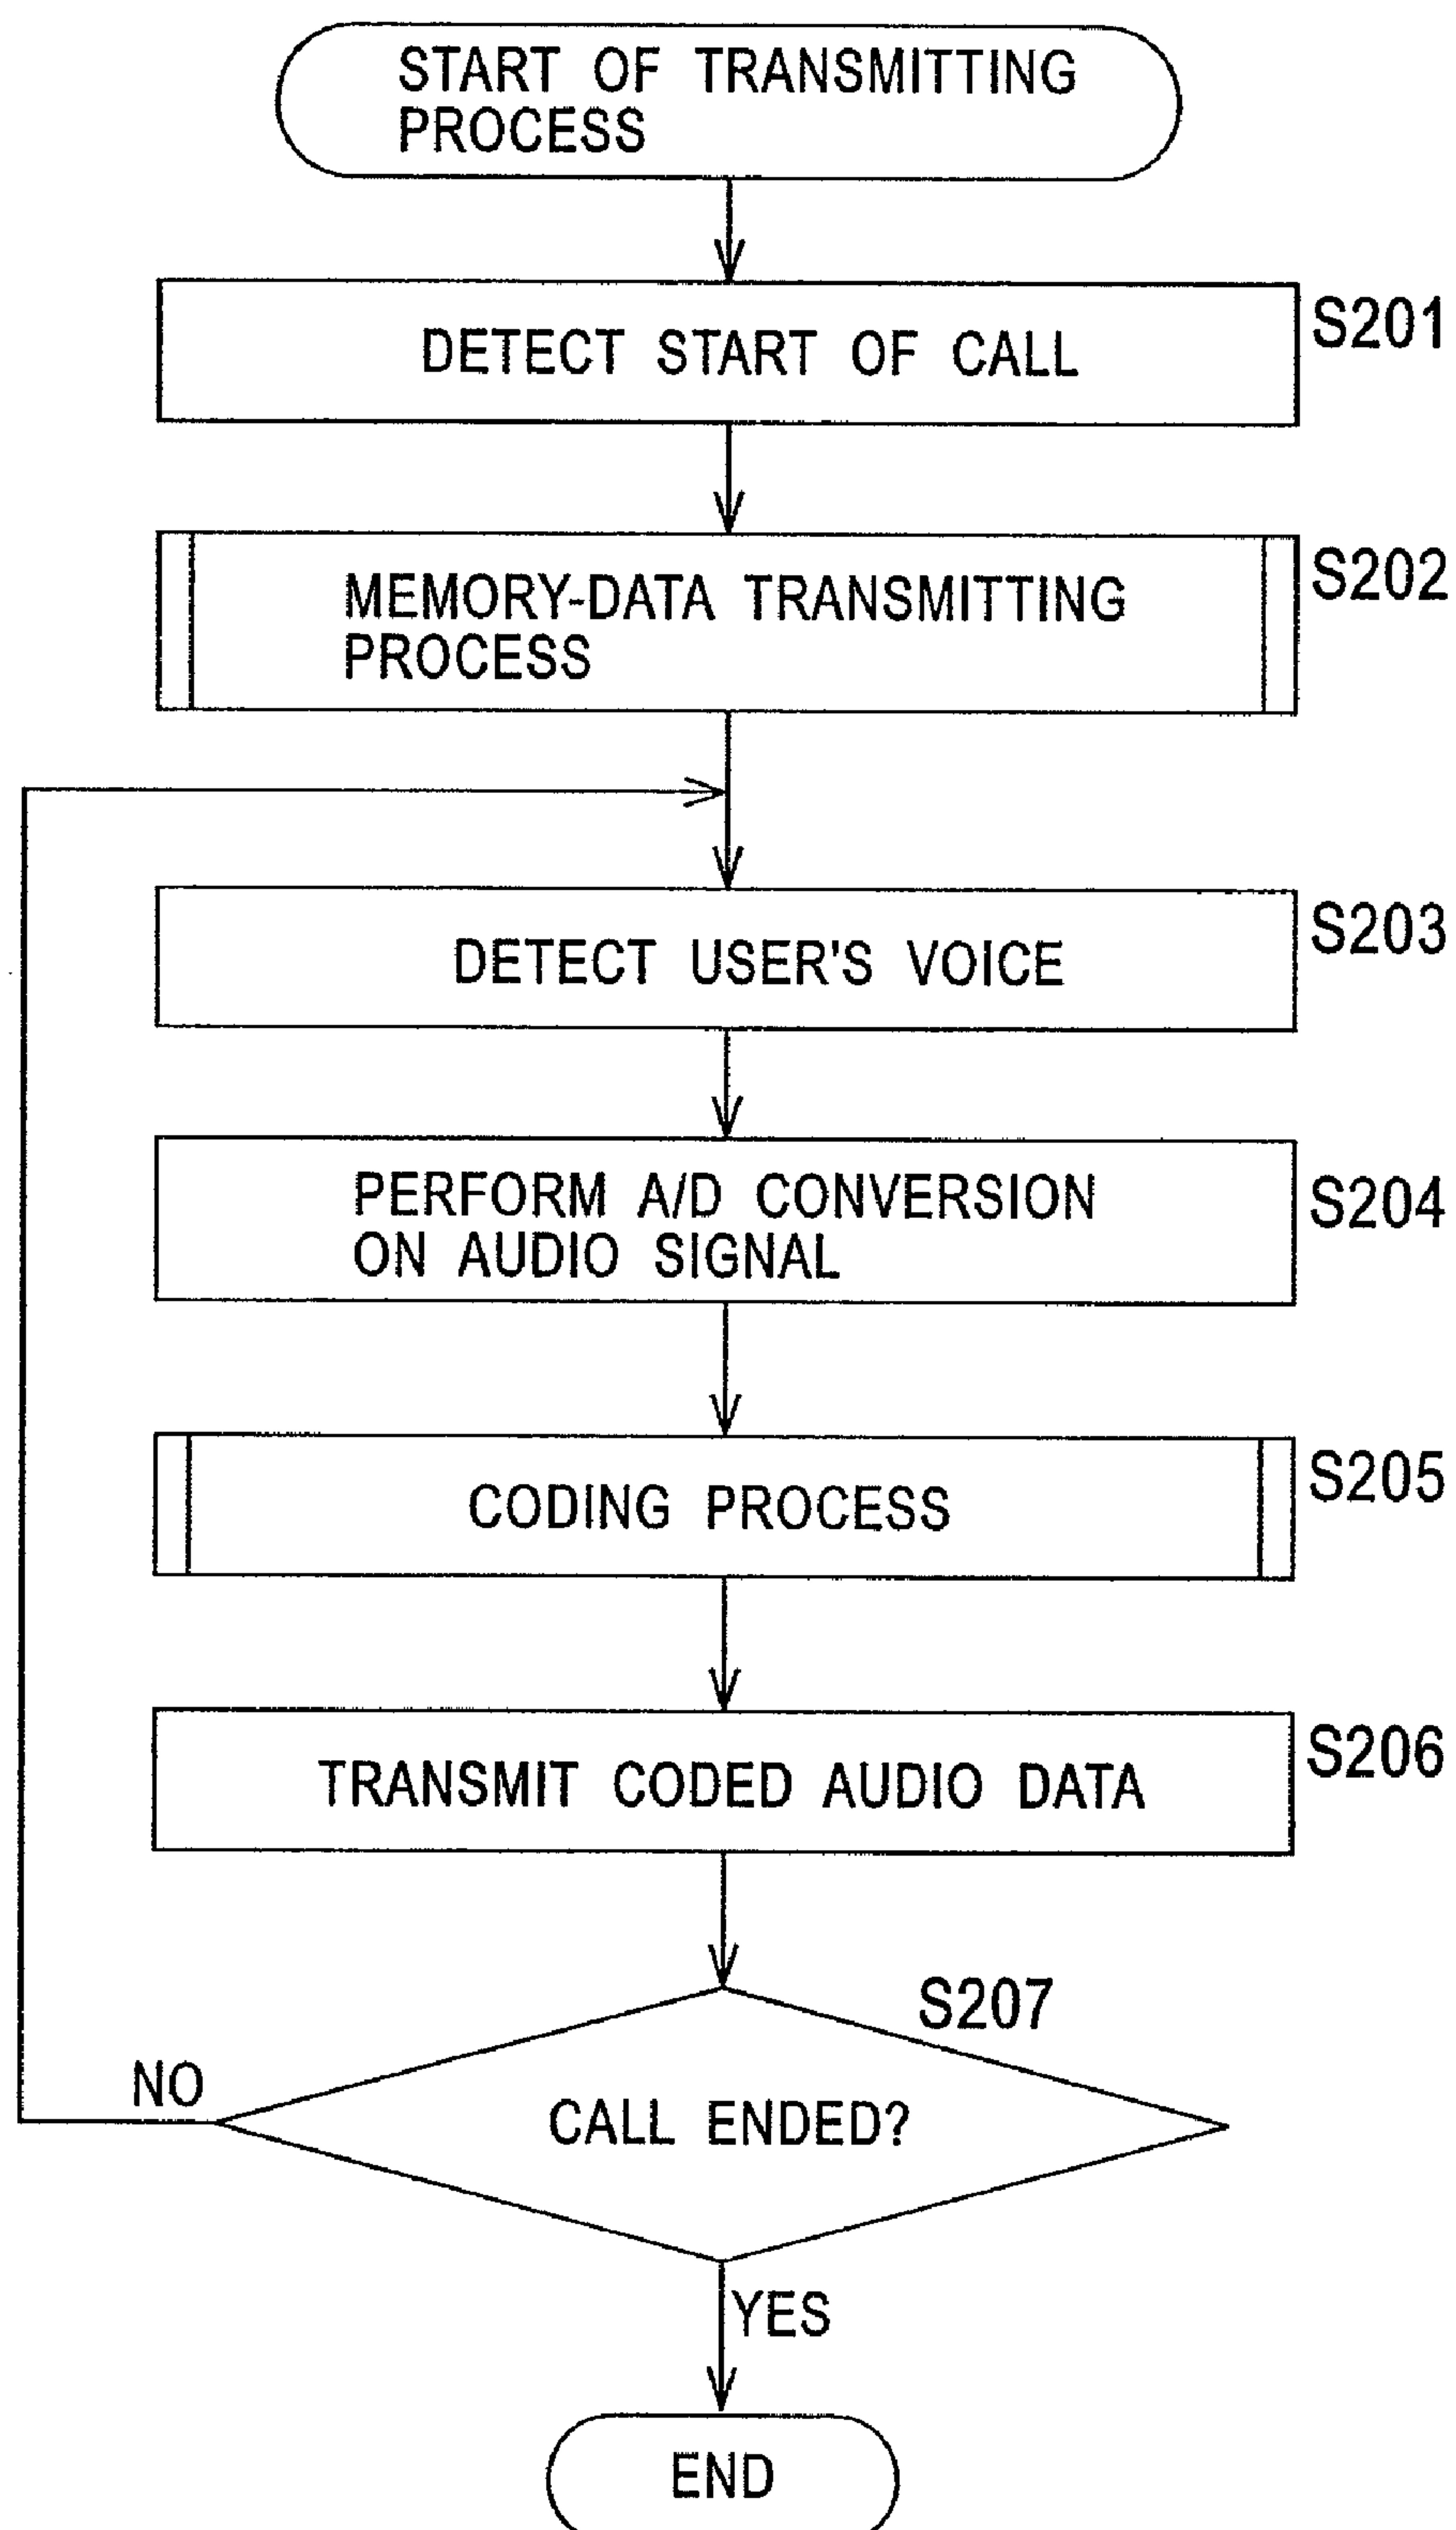 START OF TRANSMITTING
PROCESS
DETECT START OF CALL
S201
MEMORY-DATA TRANSMITTING
PROCESS
S202
DETECT USER'S VOICE
S203
PERFORM A/D CONVERSION
ON AUDIO SIGNAL
S204
CODING PROCESS
S205
TRANSMIT CODED AUDIO DATA
S206
S207
NO
CALL ENDED?
YES
END